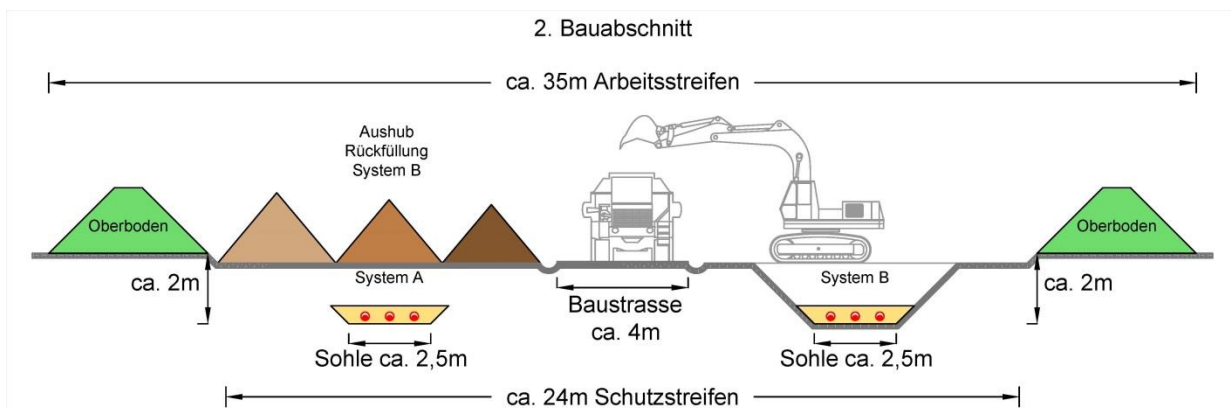 2. Bauabschnitt
ca. 35m Arbeitsstreifen
Aushub
Rückfüllung
System B
Oberboden
Oberboden
System A
System B
ca. 2m
ca. 2m
Baustrasse
ca. 4m
Sohle ca. 2,5m
Sohle ca. 2,5m
ca. 24m Schutzstreifen